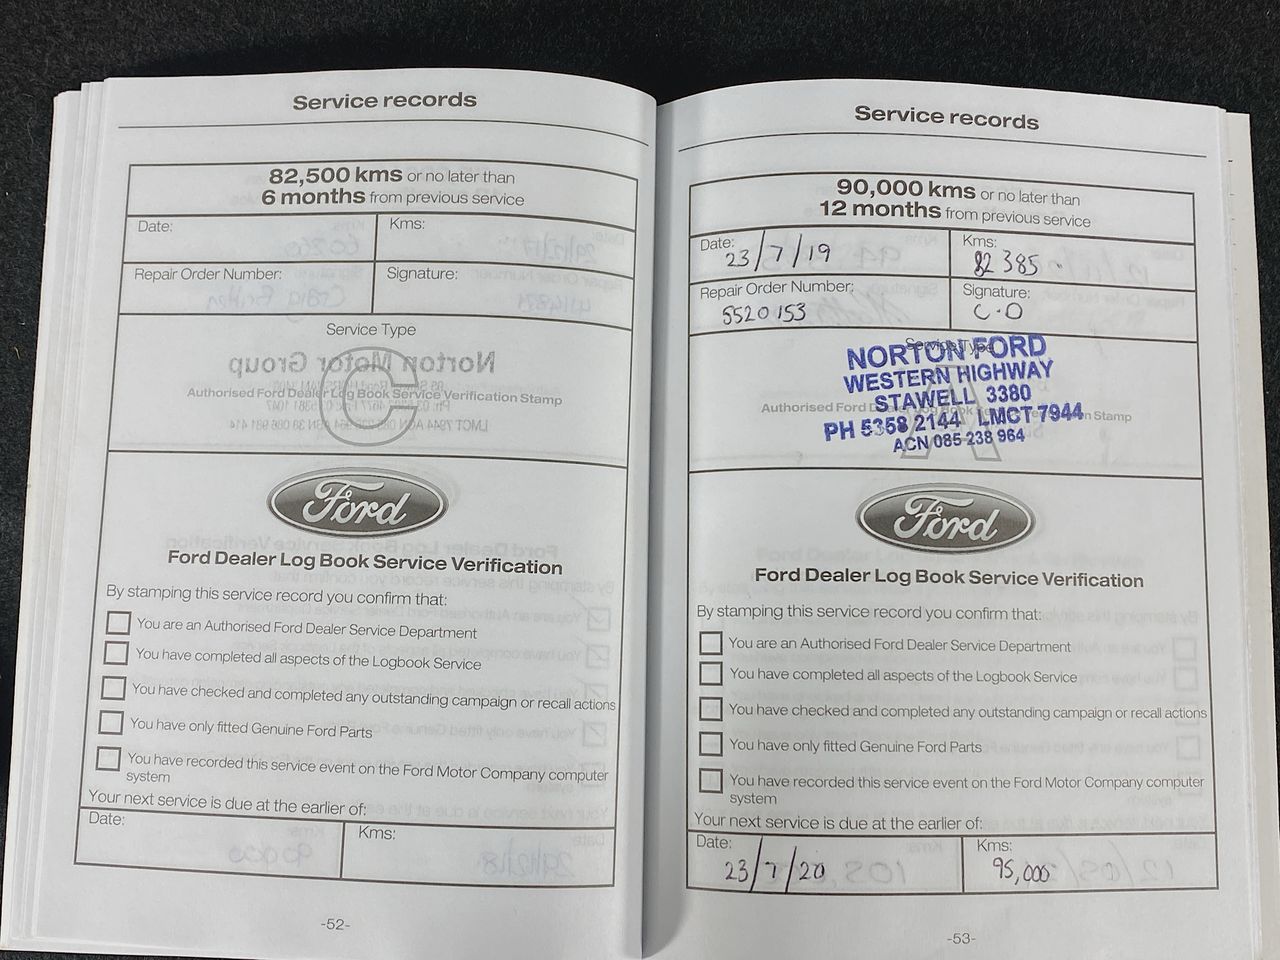 Service records
82,500 kms or no later than
6 months from previous service
Date:
Kms:
Repair Order Number:
Signature:
Service Type
C
Authorised Ford Dealer Log Book Service Verification Stamp
Ford
Ford Dealer Log Book Service Verification
By stamping this service record you confirm that:
You are an Authorised Ford Dealer Service Department
You have completed all aspects of the Logbook Service
You have checked and completed any outstanding campaign or recall actions
You have only fitted Genuine Ford Parts
You have recorded this service event on the Ford Motor Company computer
system
Your next service is due at the earlier of:
Date:
Kms:
-52-
Service records
90,000 kms or no later than
12 months from previous service
Date: 23/7/19
Kms: 82 385
Repair Order Number: 5520153
Signature: C.O
Service Type
NORTON FORD
WESTERN HIGHWAY
STAWELL 3380
PH 5358 2144 LMCT 7944
ACN 085 238 964
A
Authorised Ford Dealer Log Book Stamp
Ford
Ford Dealer Log Book Service Verification
By stamping this service record you confirm that:
You are an Authorised Ford Dealer Service Department
You have completed all aspects of the Logbook Service
You have checked and completed any outstanding campaign or recall actions
You have only fitted Genuine Ford Parts
You have recorded this service event on the Ford Motor Company computer
system
Your next service is due at the earlier of:
Date: 23/7/20
Kms: 95,000
-53-